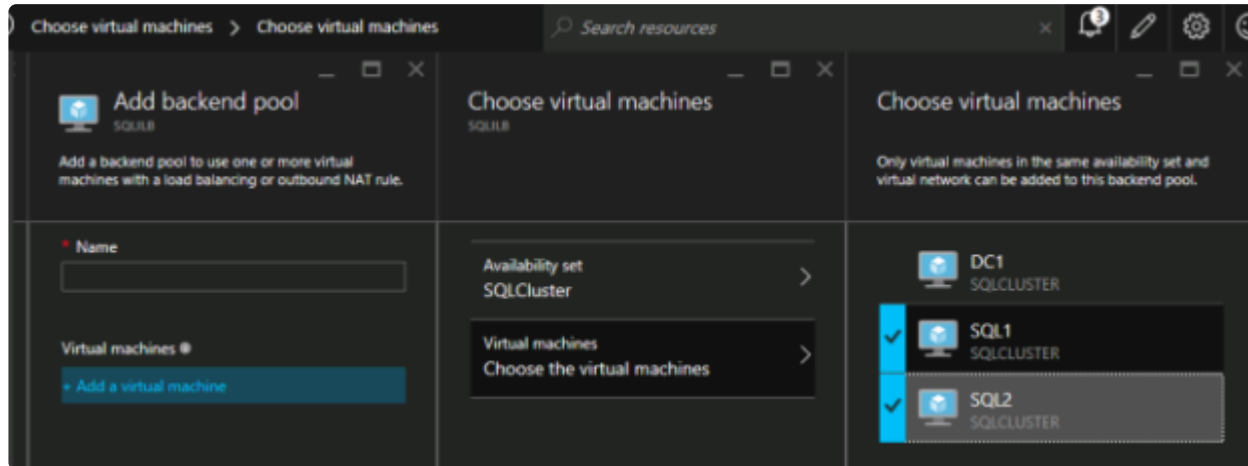 Choose virtual machines > Choose virtual machines
Search resources
3
Add backend pool
SQLILB
Add a backend pool to use one or more virtual
machines with a load balancing or outbound NAT rule.
* Name
Virtual machines
+ Add a virtual machine
Choose virtual machines
SQLILB
Availability set
SQLCluster
Virtual machines
Choose the virtual machines
Choose virtual machines
Only virtual machines in the same availability set and
virtual network can be added to this backend pool.
DC1
SQLCLUSTER
SQL1
SQLCLUSTER
SQL2
SQLCLUSTER